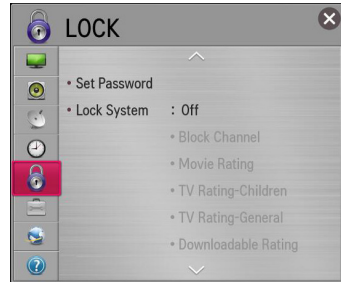 LOCK
• Set Password
• Lock System : Off
• Block Channel
• Movie Rating
• TV Rating-Children
• TV Rating-General
• Downloadable Rating